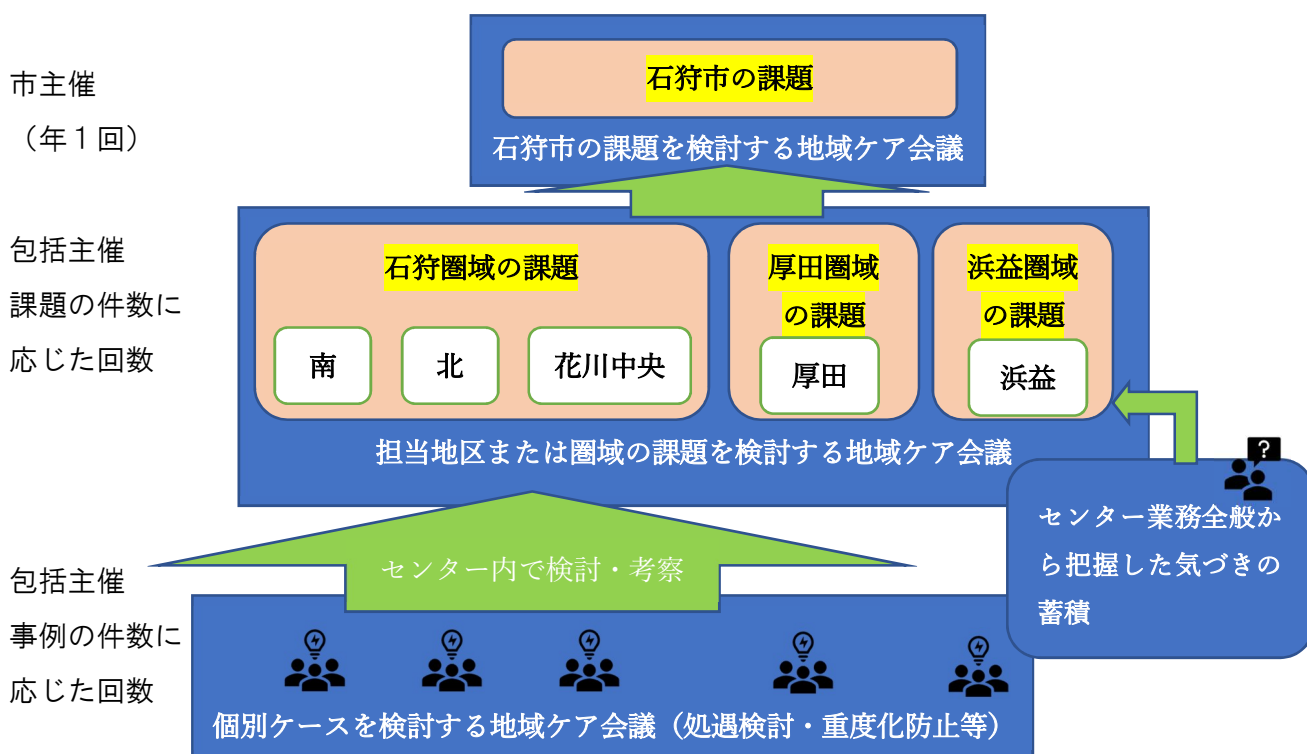 市主催
（年１回）
石狩市の課題
石狩市の課題を検討する地域ケア会議
包括主催
課題の件数に
応じた回数
石狩圏域の課題
南
北
花川中央
厚田圏域
の課題
厚田
浜益圏域
の課題
浜益
担当地区または圏域の課題を検討する地域ケア会議
?
センター業務全般か
ら把握した気づきの
蓄積
センター内で検討・考察
包括主催
事例の件数に
応じた回数
個別ケースを検討する地域ケア会議（処遇検討・重度化防止等）